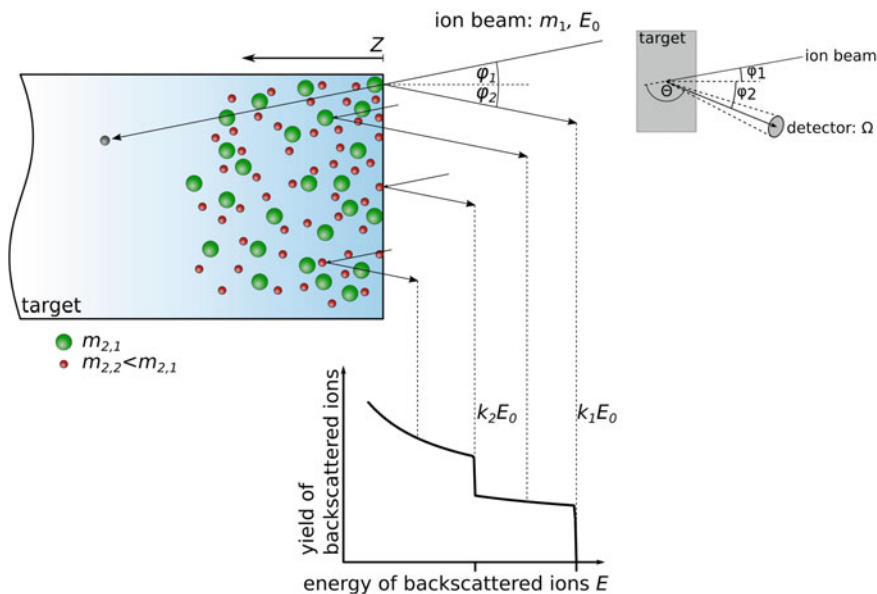 Z
ion beam: m1, E0
φ1
φ2
target
m2,1
m2,2<m2,1
target
ion beam
φ1
φ2
Θ
detector: Ω
k2E0
k1E0
yield of
backscattered ions
energy of backscattered ions E